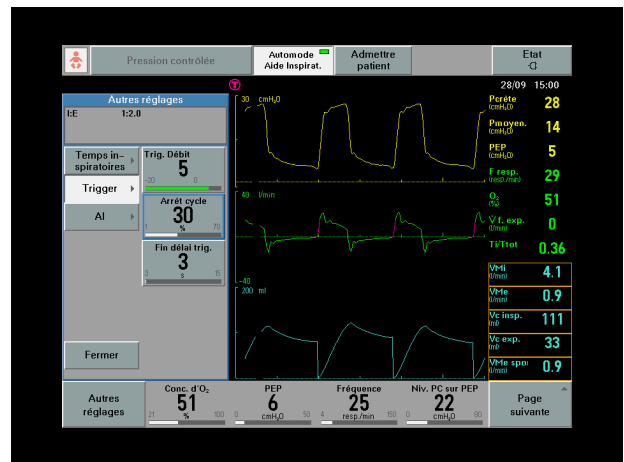 Pression contrôlée
Automode
Aide Inspirat.
Admettre
patient
Etat
28/09 15:00
Autres réglages
I:E 1:2.0
Temps in-
spiratoires
Trigger
AI
Trig. Débit
5
-20 0
Arrêt cycle
30
1 % 70
Fin délai trig.
3
3 s 15
Fermer
T
30 cmH₂O
40 l/min
-40
200 ml
Pcrête
(cmH₂O) 28
Pmoyen.
(cmH₂O) 14
PEP
(cmH₂O) 5
F resp.
(resp./min) 29
O₂
(%) 51
V̇ f. exp.
(l/min) 0
Ti/Ttot 0.36
VMi
(l/min) 4.1
VMe
(l/min) 0.9
Vc insp.
(ml) 111
Vc exp.
(ml) 33
VMe spo
(l/min) 0.9
Autres
réglages
Conc. d'O₂
51
21 % 100
PEP
6
0 cmH₂O 50
Fréquence
25
4 resp./min 150
Niv. PC sur PEP
22
0 cmH₂O 90
Page
suivante